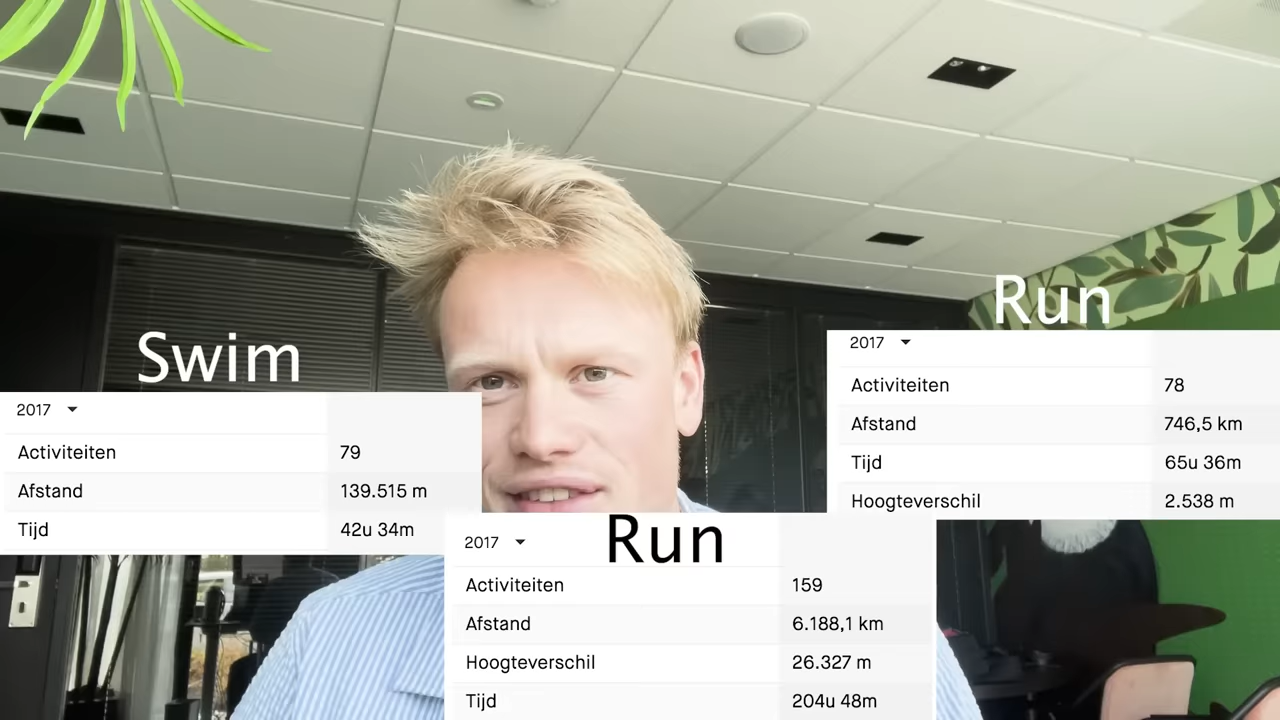 Swim
2017
Activiteiten 79
Afstand 139.515 m
Tijd 42u 34m
Run
2017
Activiteiten 159
Afstand 6.188,1 km
Hoogteverschil 26.327 m
Tijd 204u 48m
Run
2017
Activiteiten 78
Afstand 746,5 km
Tijd 65u 36m
Hoogteverschil 2.538 m